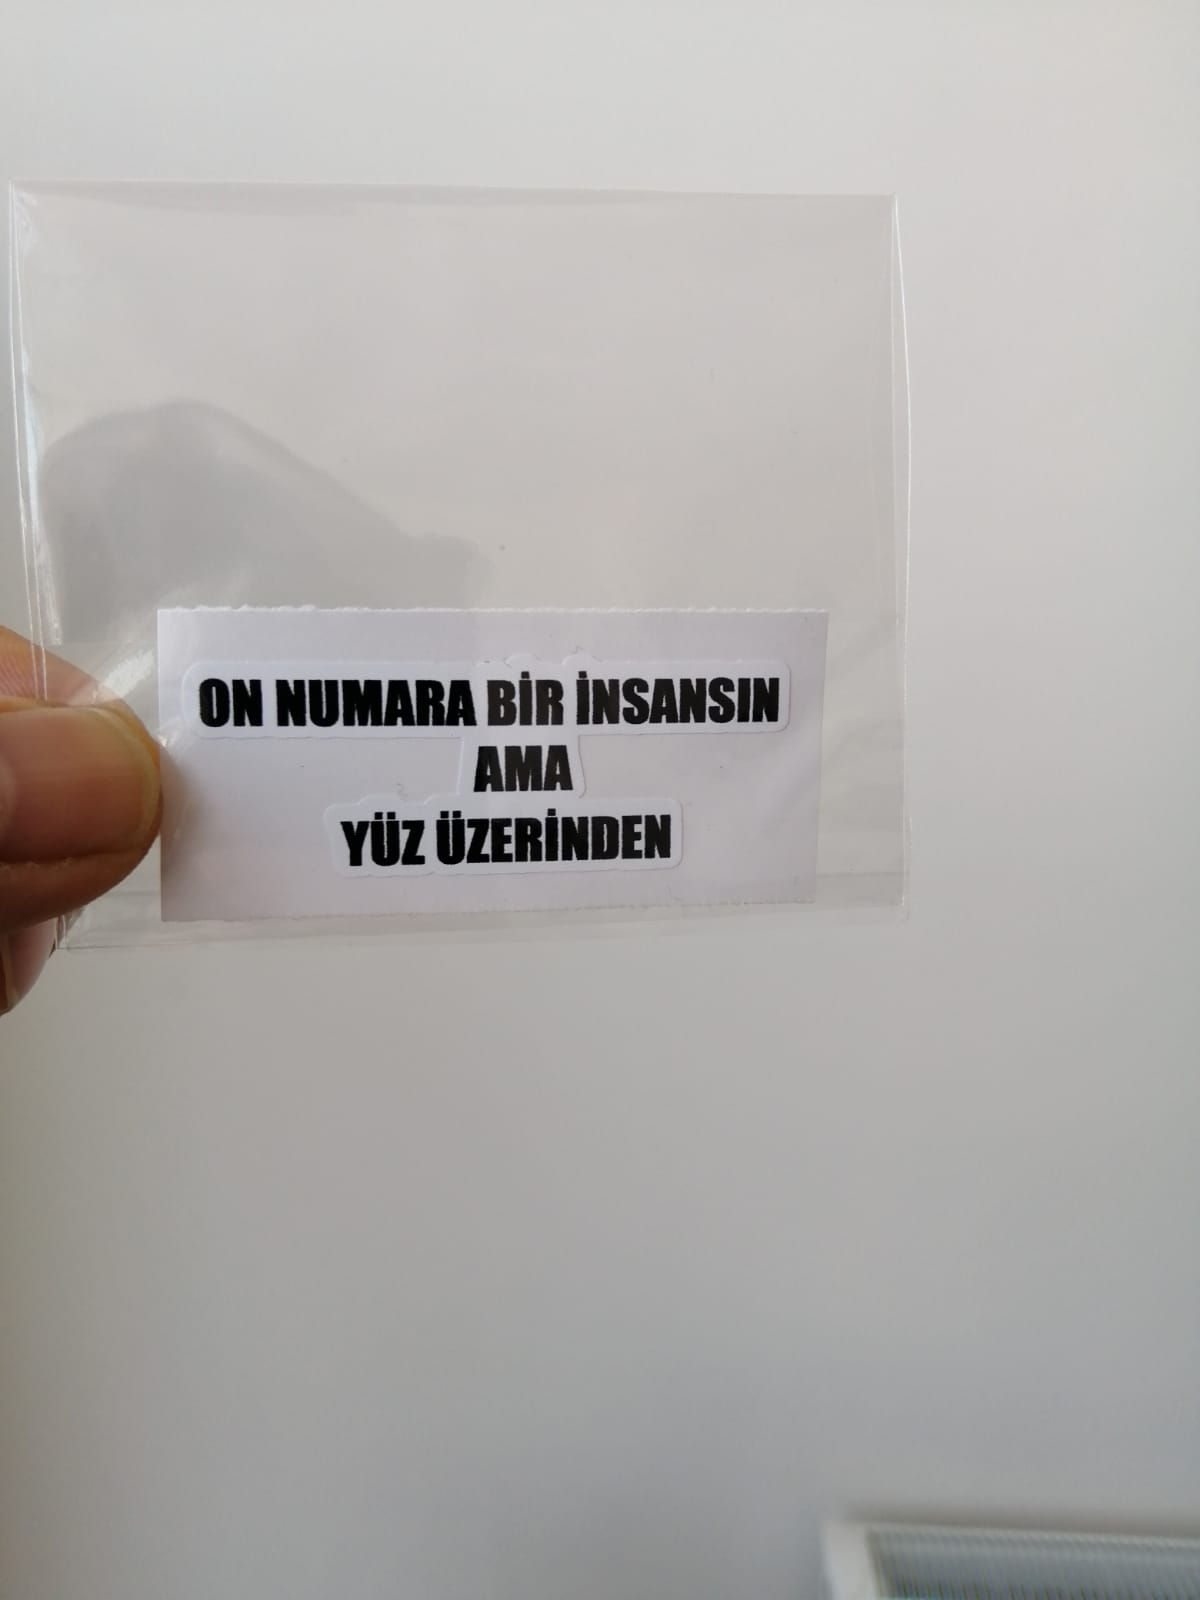 ON NUMARA BİR İNSANSIN
AMA
YÜZ ÜZERİNDEN